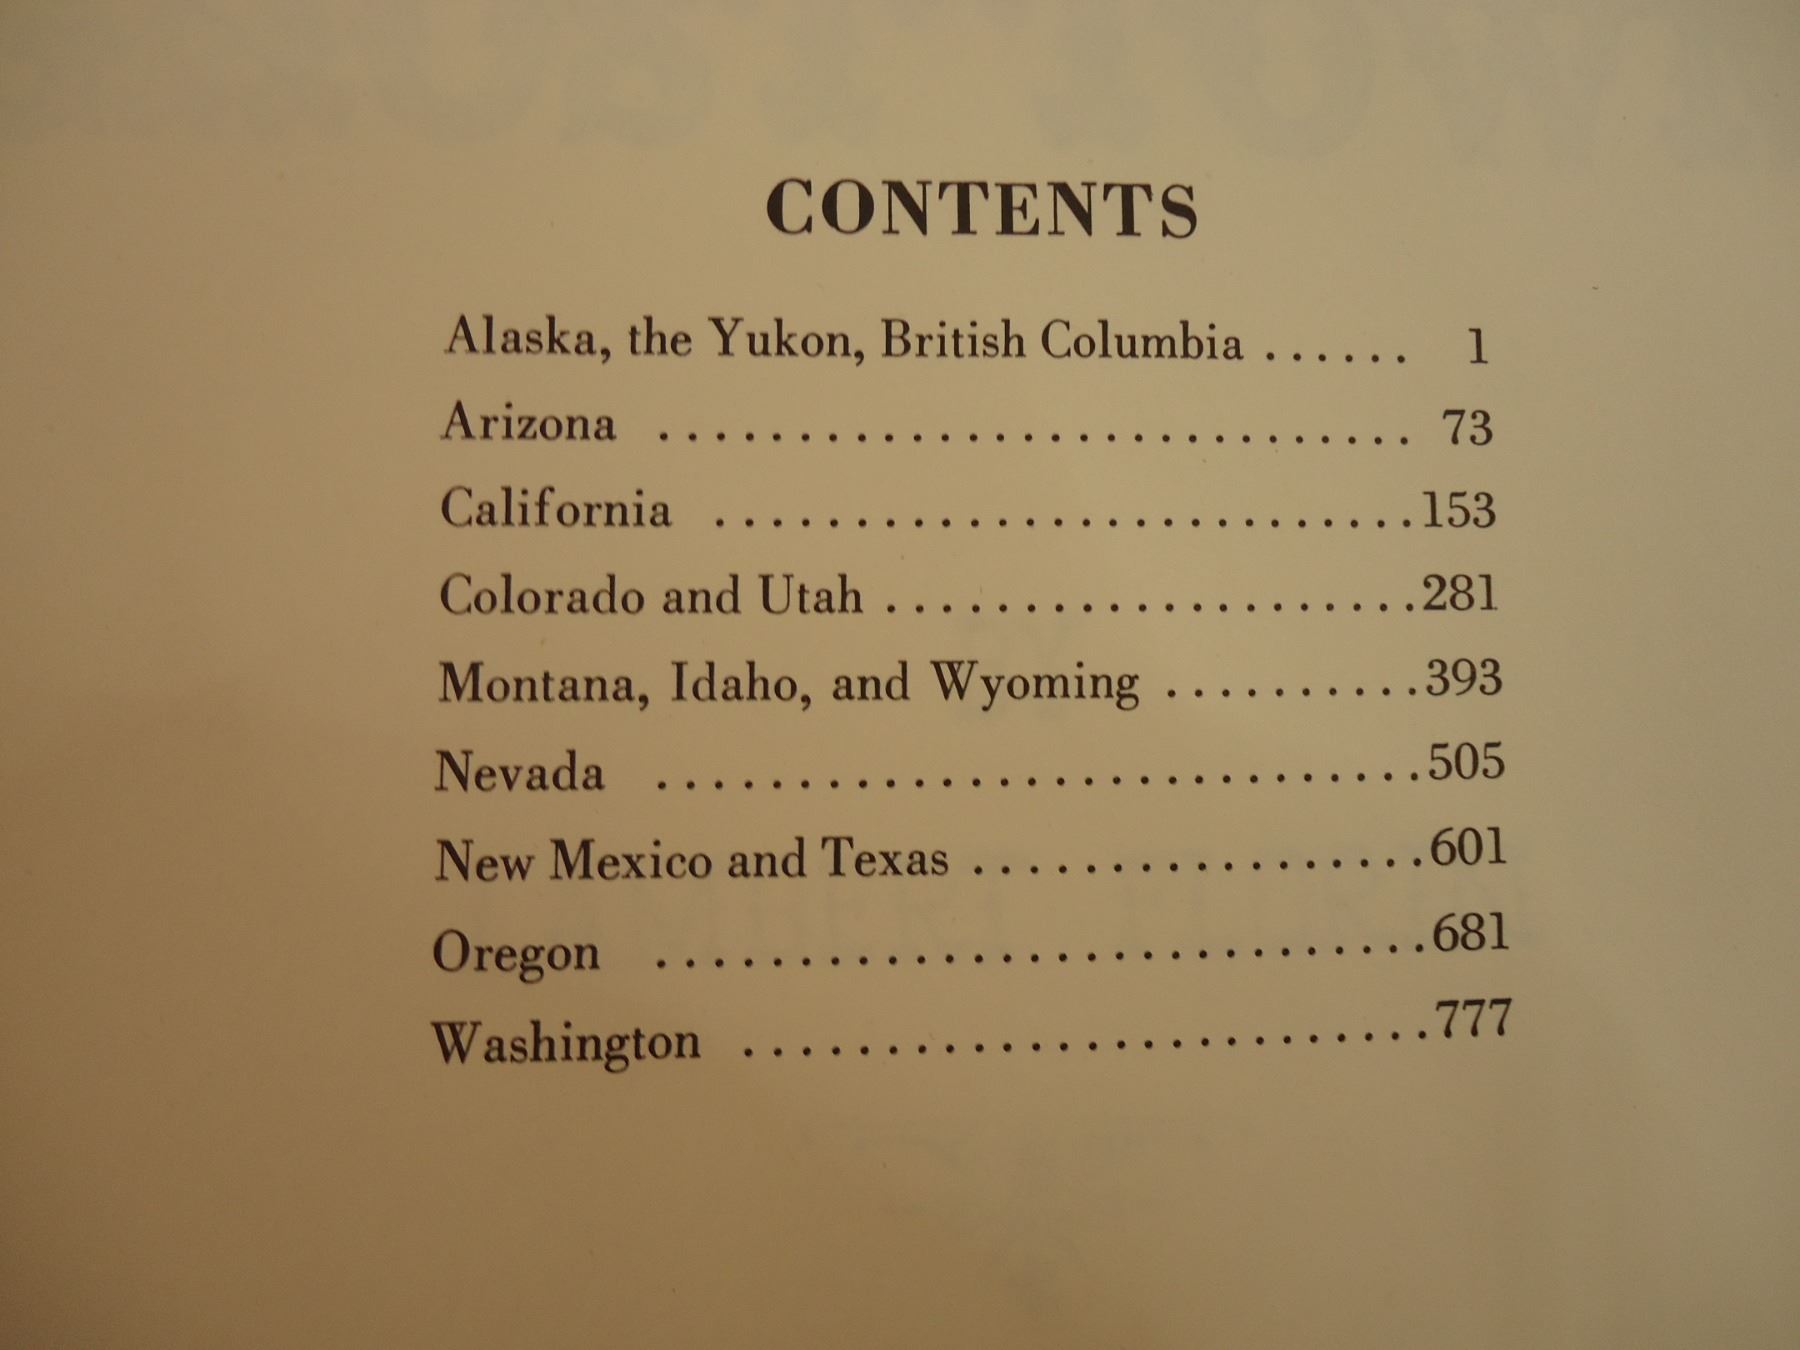 CONTENTS
Alaska, the Yukon, British Columbia ...... 1
Arizona ............................ 73
California ..........................153
Colorado and Utah ....................281
Montana, Idaho, and Wyoming ..........393
Nevada ...........................505
New Mexico and Texas .................601
Oregon ...........................681
Washington ........................777